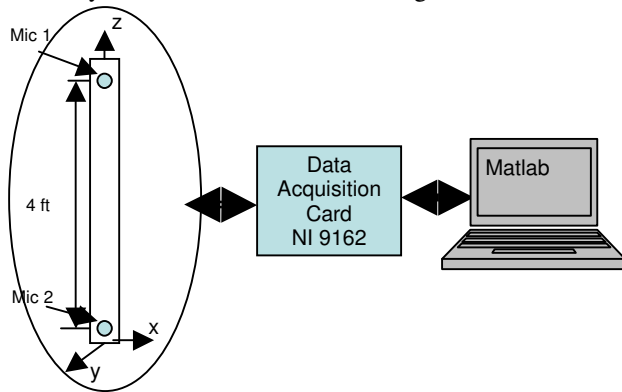 Mic 1
z
4 ft
Mic 2
x
y
Data
Acquisition
Card
NI 9162
Matlab